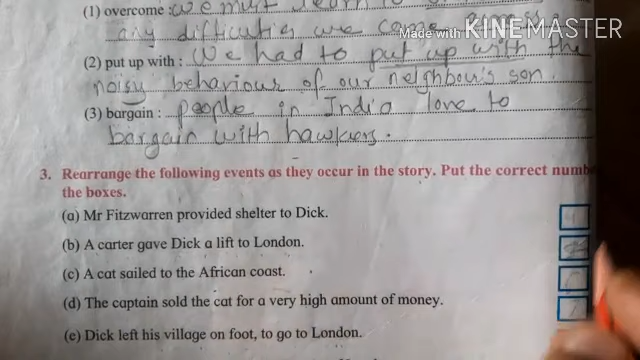 (1) overcome : We must learn to
any difficulties we come
Made with KINEMASTER
(2) put up with : We had to put up with the
noisy behaviour of our neighbou's son.
(3) bargain : people in India love to
bargain with hawkers.
3. Rearrange the following events as they occur in the story. Put the correct numb
the boxes.
(a) Mr Fitzwarren provided shelter to Dick.
(b) A carter gave Dick a lift to London.
(c) A cat sailed to the African coast.
(d) The captain sold the cat for a very high amount of money.
(e) Dick left his village on foot, to go to London.